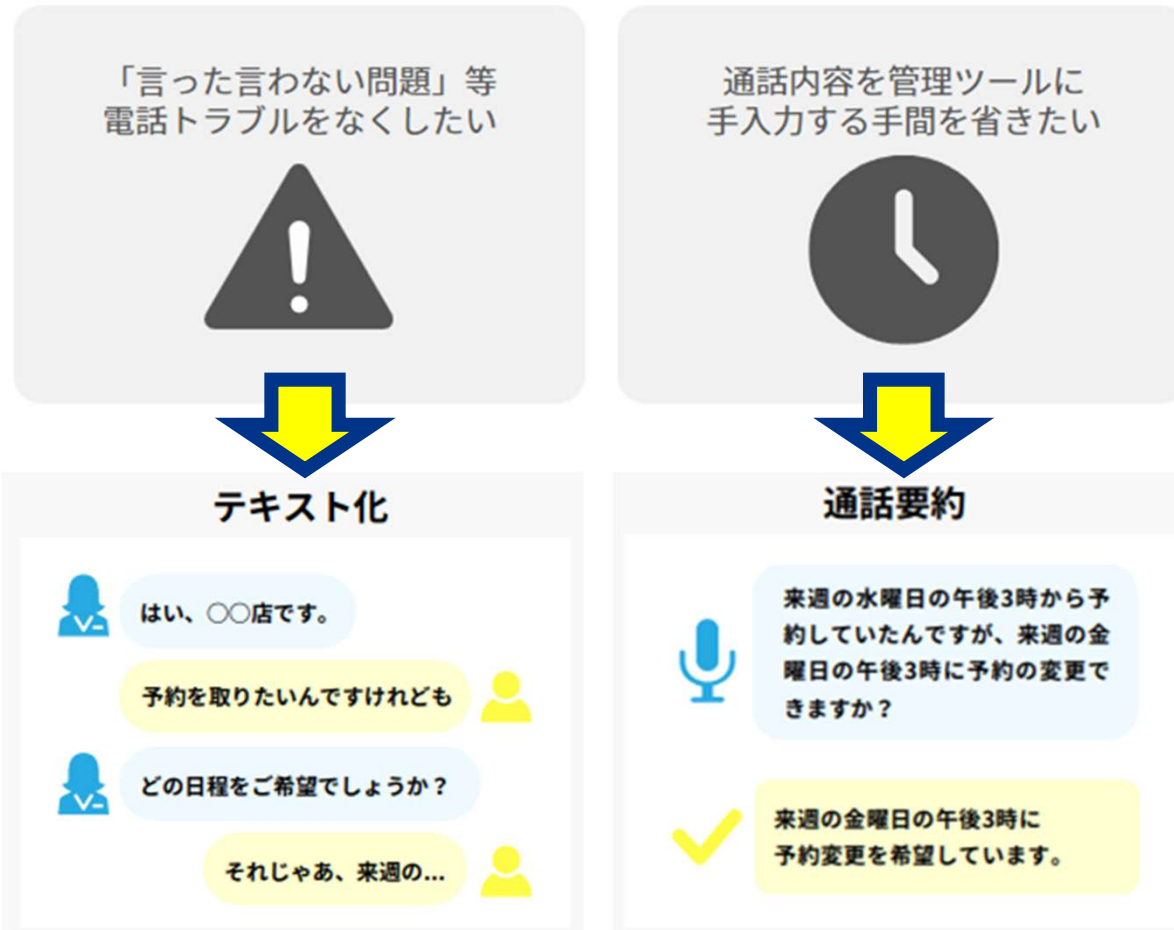 「言った言わない問題」等
電話トラブルをなくしたい
通話内容を管理ツールに
手入力する手間を省きたい
テキスト化
はい、○○店です。
予約を取りたいんですけれども
どの日程をご希望でしょうか？
それじゃあ、来週の...
通話要約
来週の水曜日の午後3時から予
約していたんですが、来週の金
曜日の午後3時に予約の変更で
きますか？
来週の金曜日の午後3時に
予約変更を希望しています。